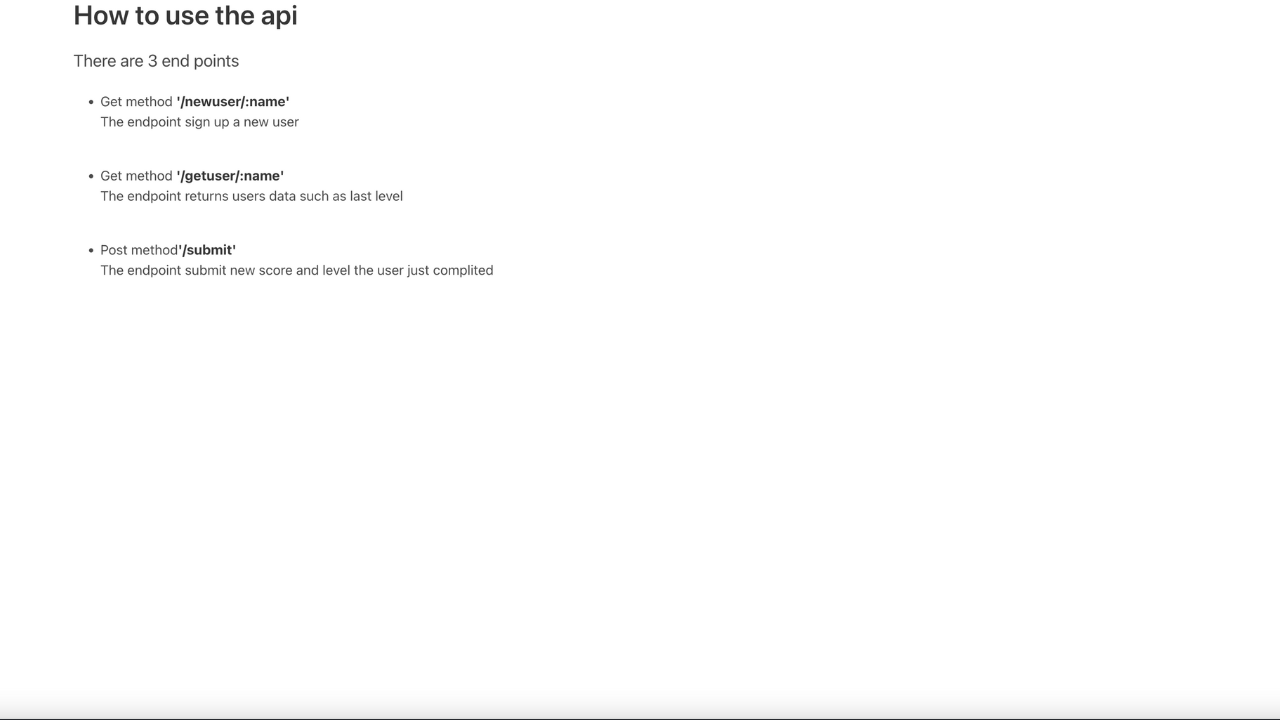 How to use the api
There are 3 end points
• Get method '/newuser/:name'
The endpoint sign up a new user
• Get method '/getuser/:name'
The endpoint returns users data such as last level
• Post method'/submit'
The endpoint submit new score and level the user just complited